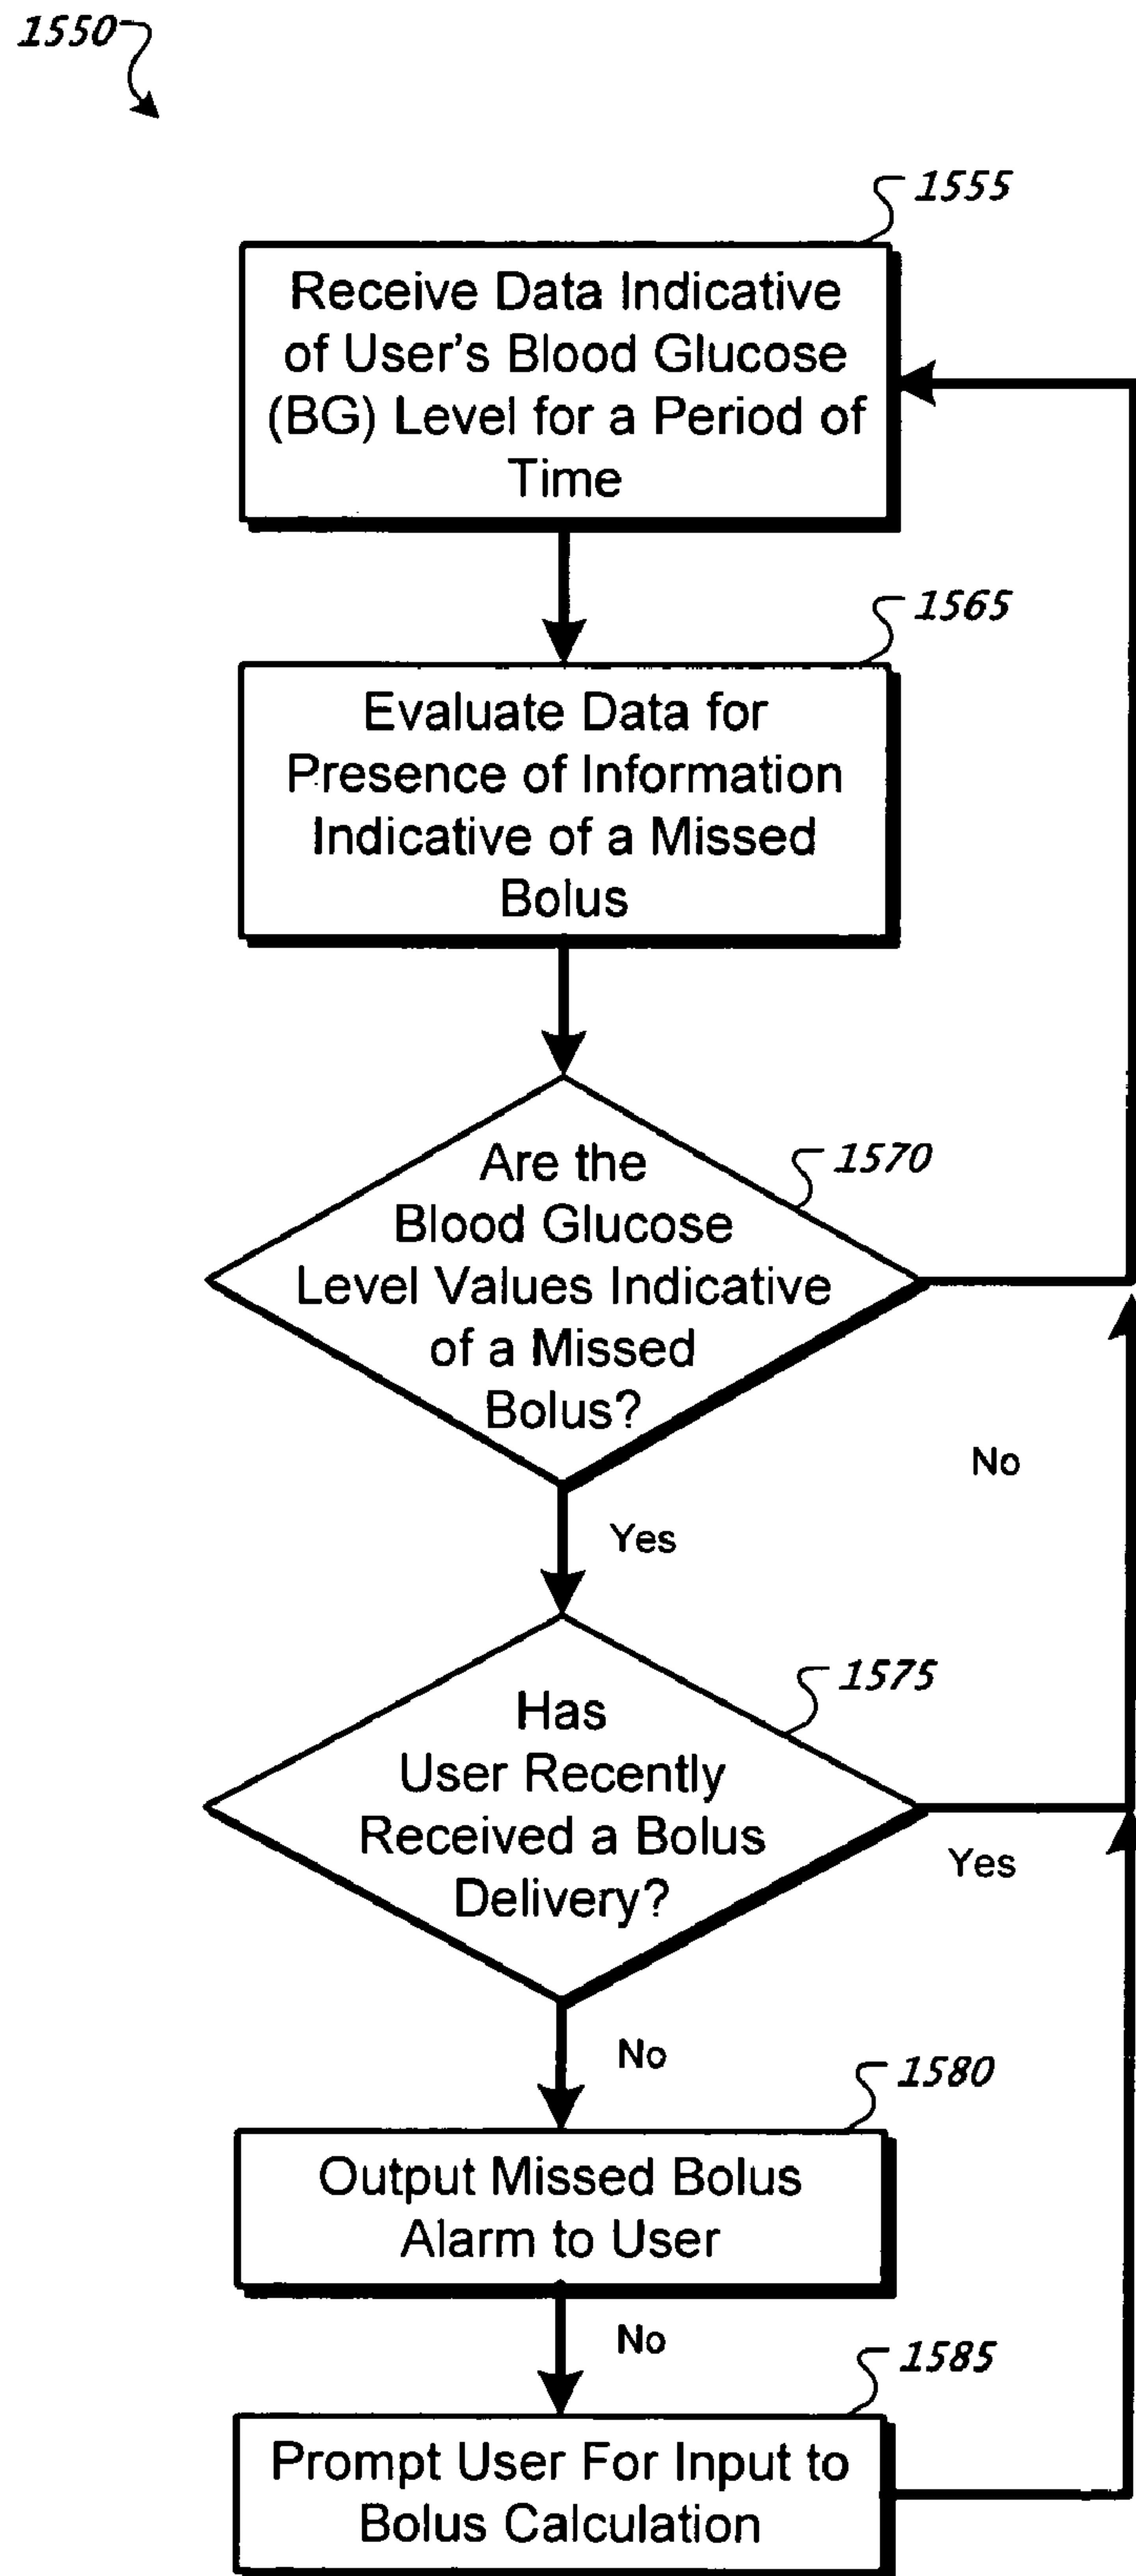 1550
1555
Receive Data Indicative
of User's Blood Glucose
(BG) Level for a Period of
Time
1565
Evaluate Data for
Presence of Information
Indicative of a Missed
Bolus
1570
Are the
Blood Glucose
Level Values Indicative
of a Missed
Bolus?
No
Yes
1575
Has
User Recently
Received a Bolus
Delivery?
Yes
No
1580
Output Missed Bolus
Alarm to User
No
1585
Prompt User For Input to
Bolus Calculation